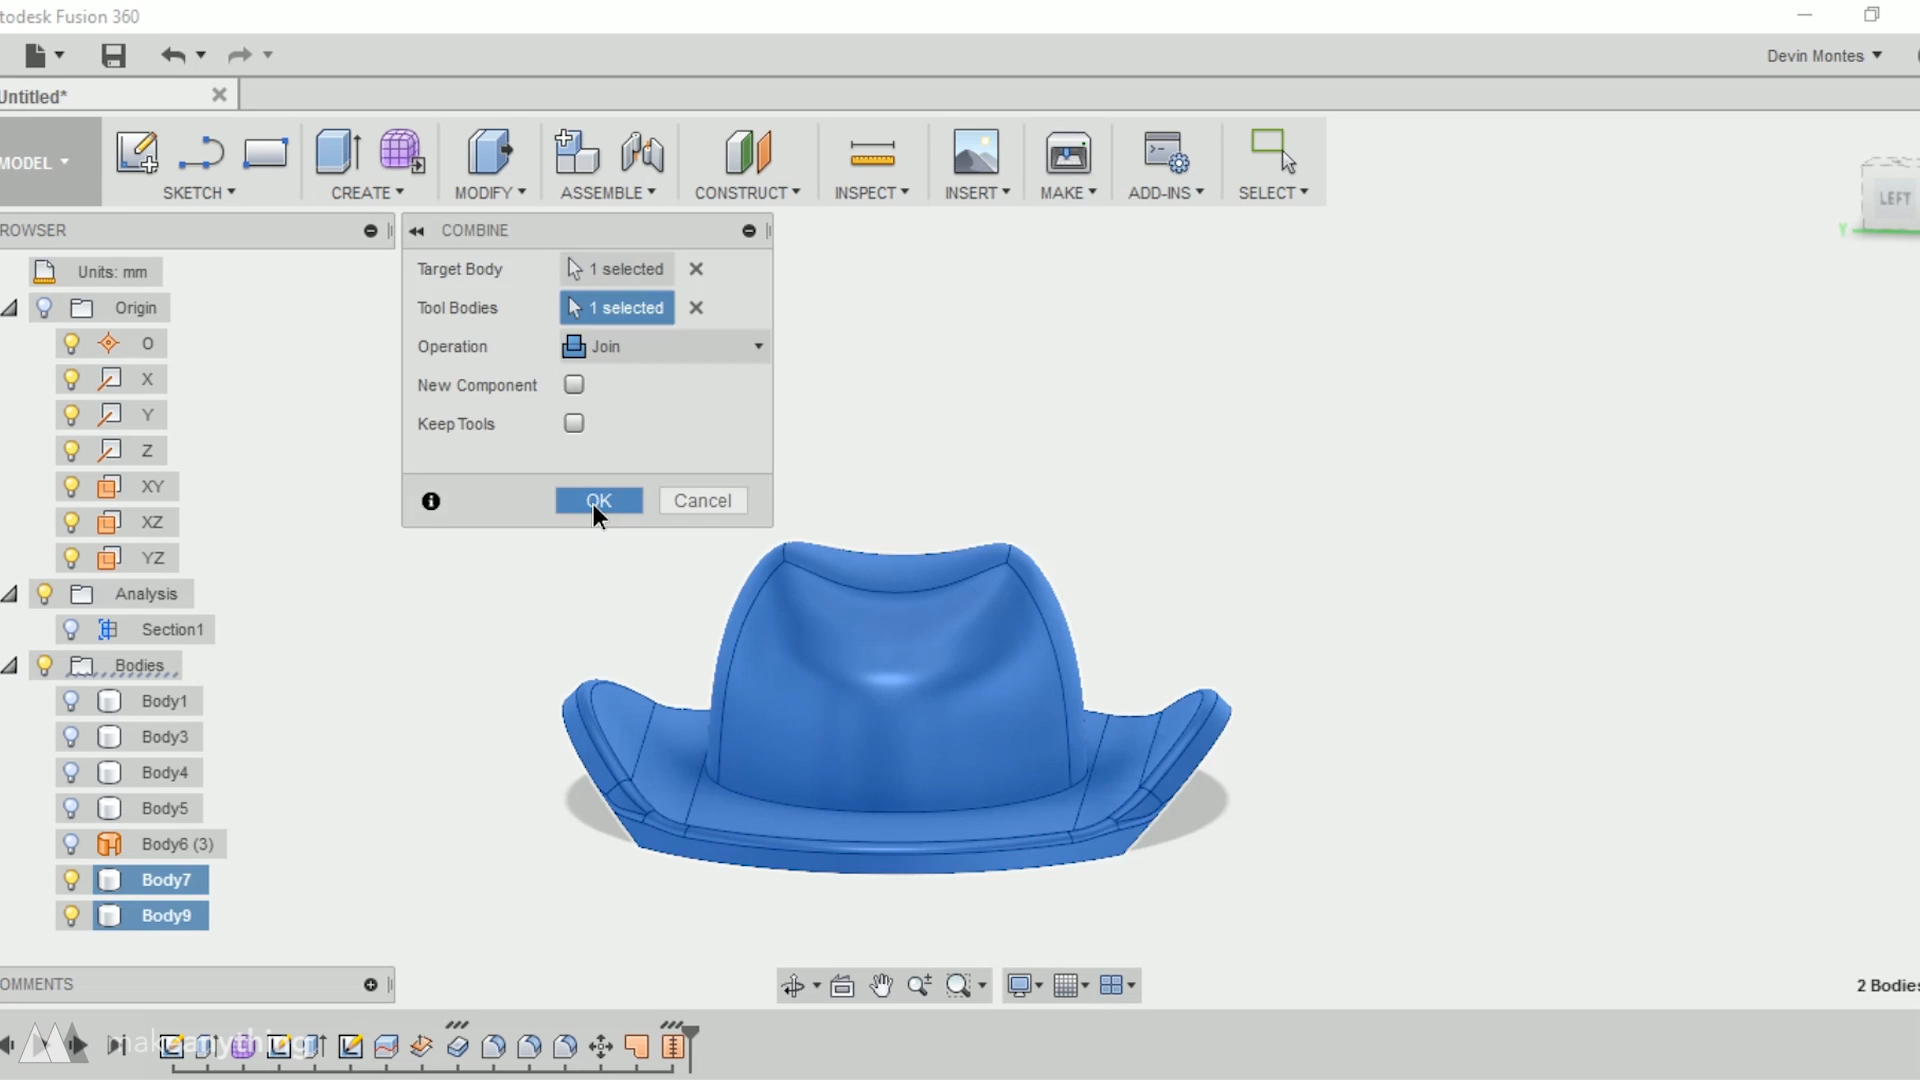 todesk Fusion 360
Devin Montes
Untitled*
MODEL
SKETCH
CREATE
MODIFY
ASSEMBLE
CONSTRUCT
INSPECT
INSERT
MAKE
ADD-INS
SELECT
LEFT
Y
ROWSER
Units: mm
Origin
O
X
Y
Z
XY
XZ
YZ
Analysis
Section1
Bodies
Body1
Body3
Body4
Body5
Body6 (3)
Body7
Body9
COMBINE
Target Body
1 selected
Tool Bodies
1 selected
Operation
Join
New Component
Keep Tools
OK
Cancel
OMMENTS
2 Bodies
makeanything